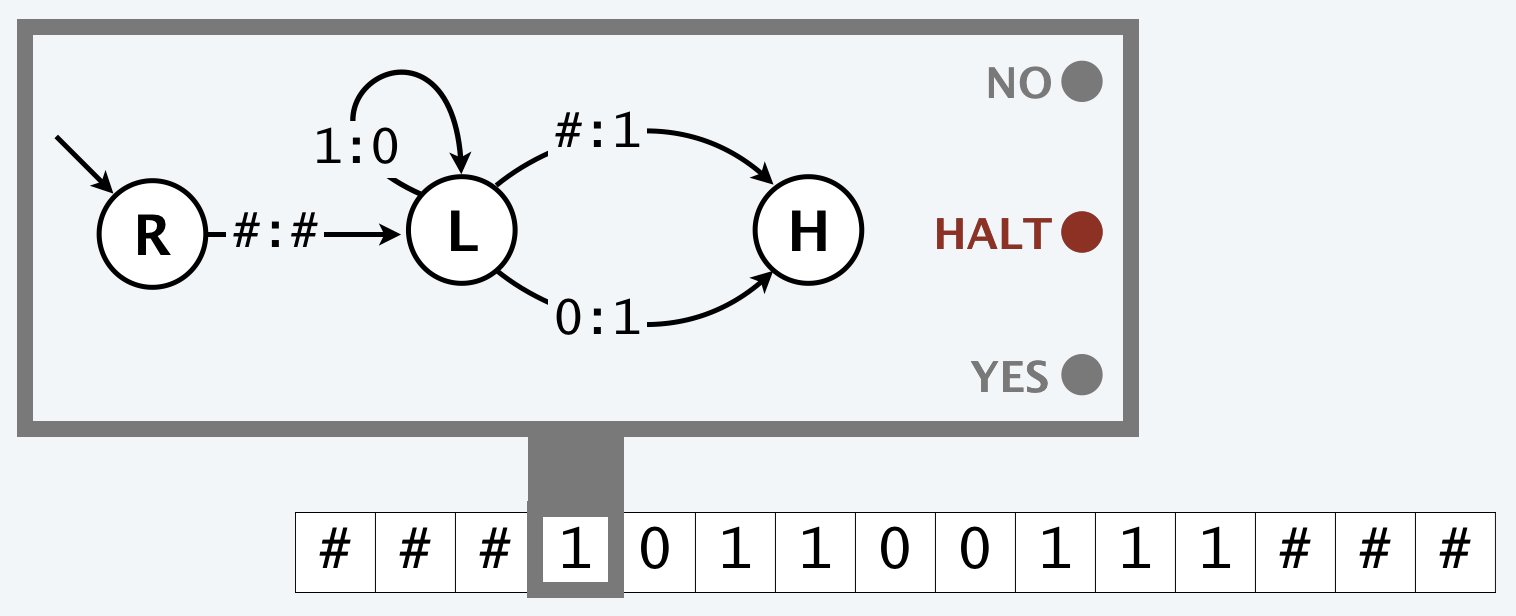 NO
1:0
#:1
R
#:#
L
H
HALT
0:1
YES
# # # 1 0 1 1 0 0 1 1 1 # # #